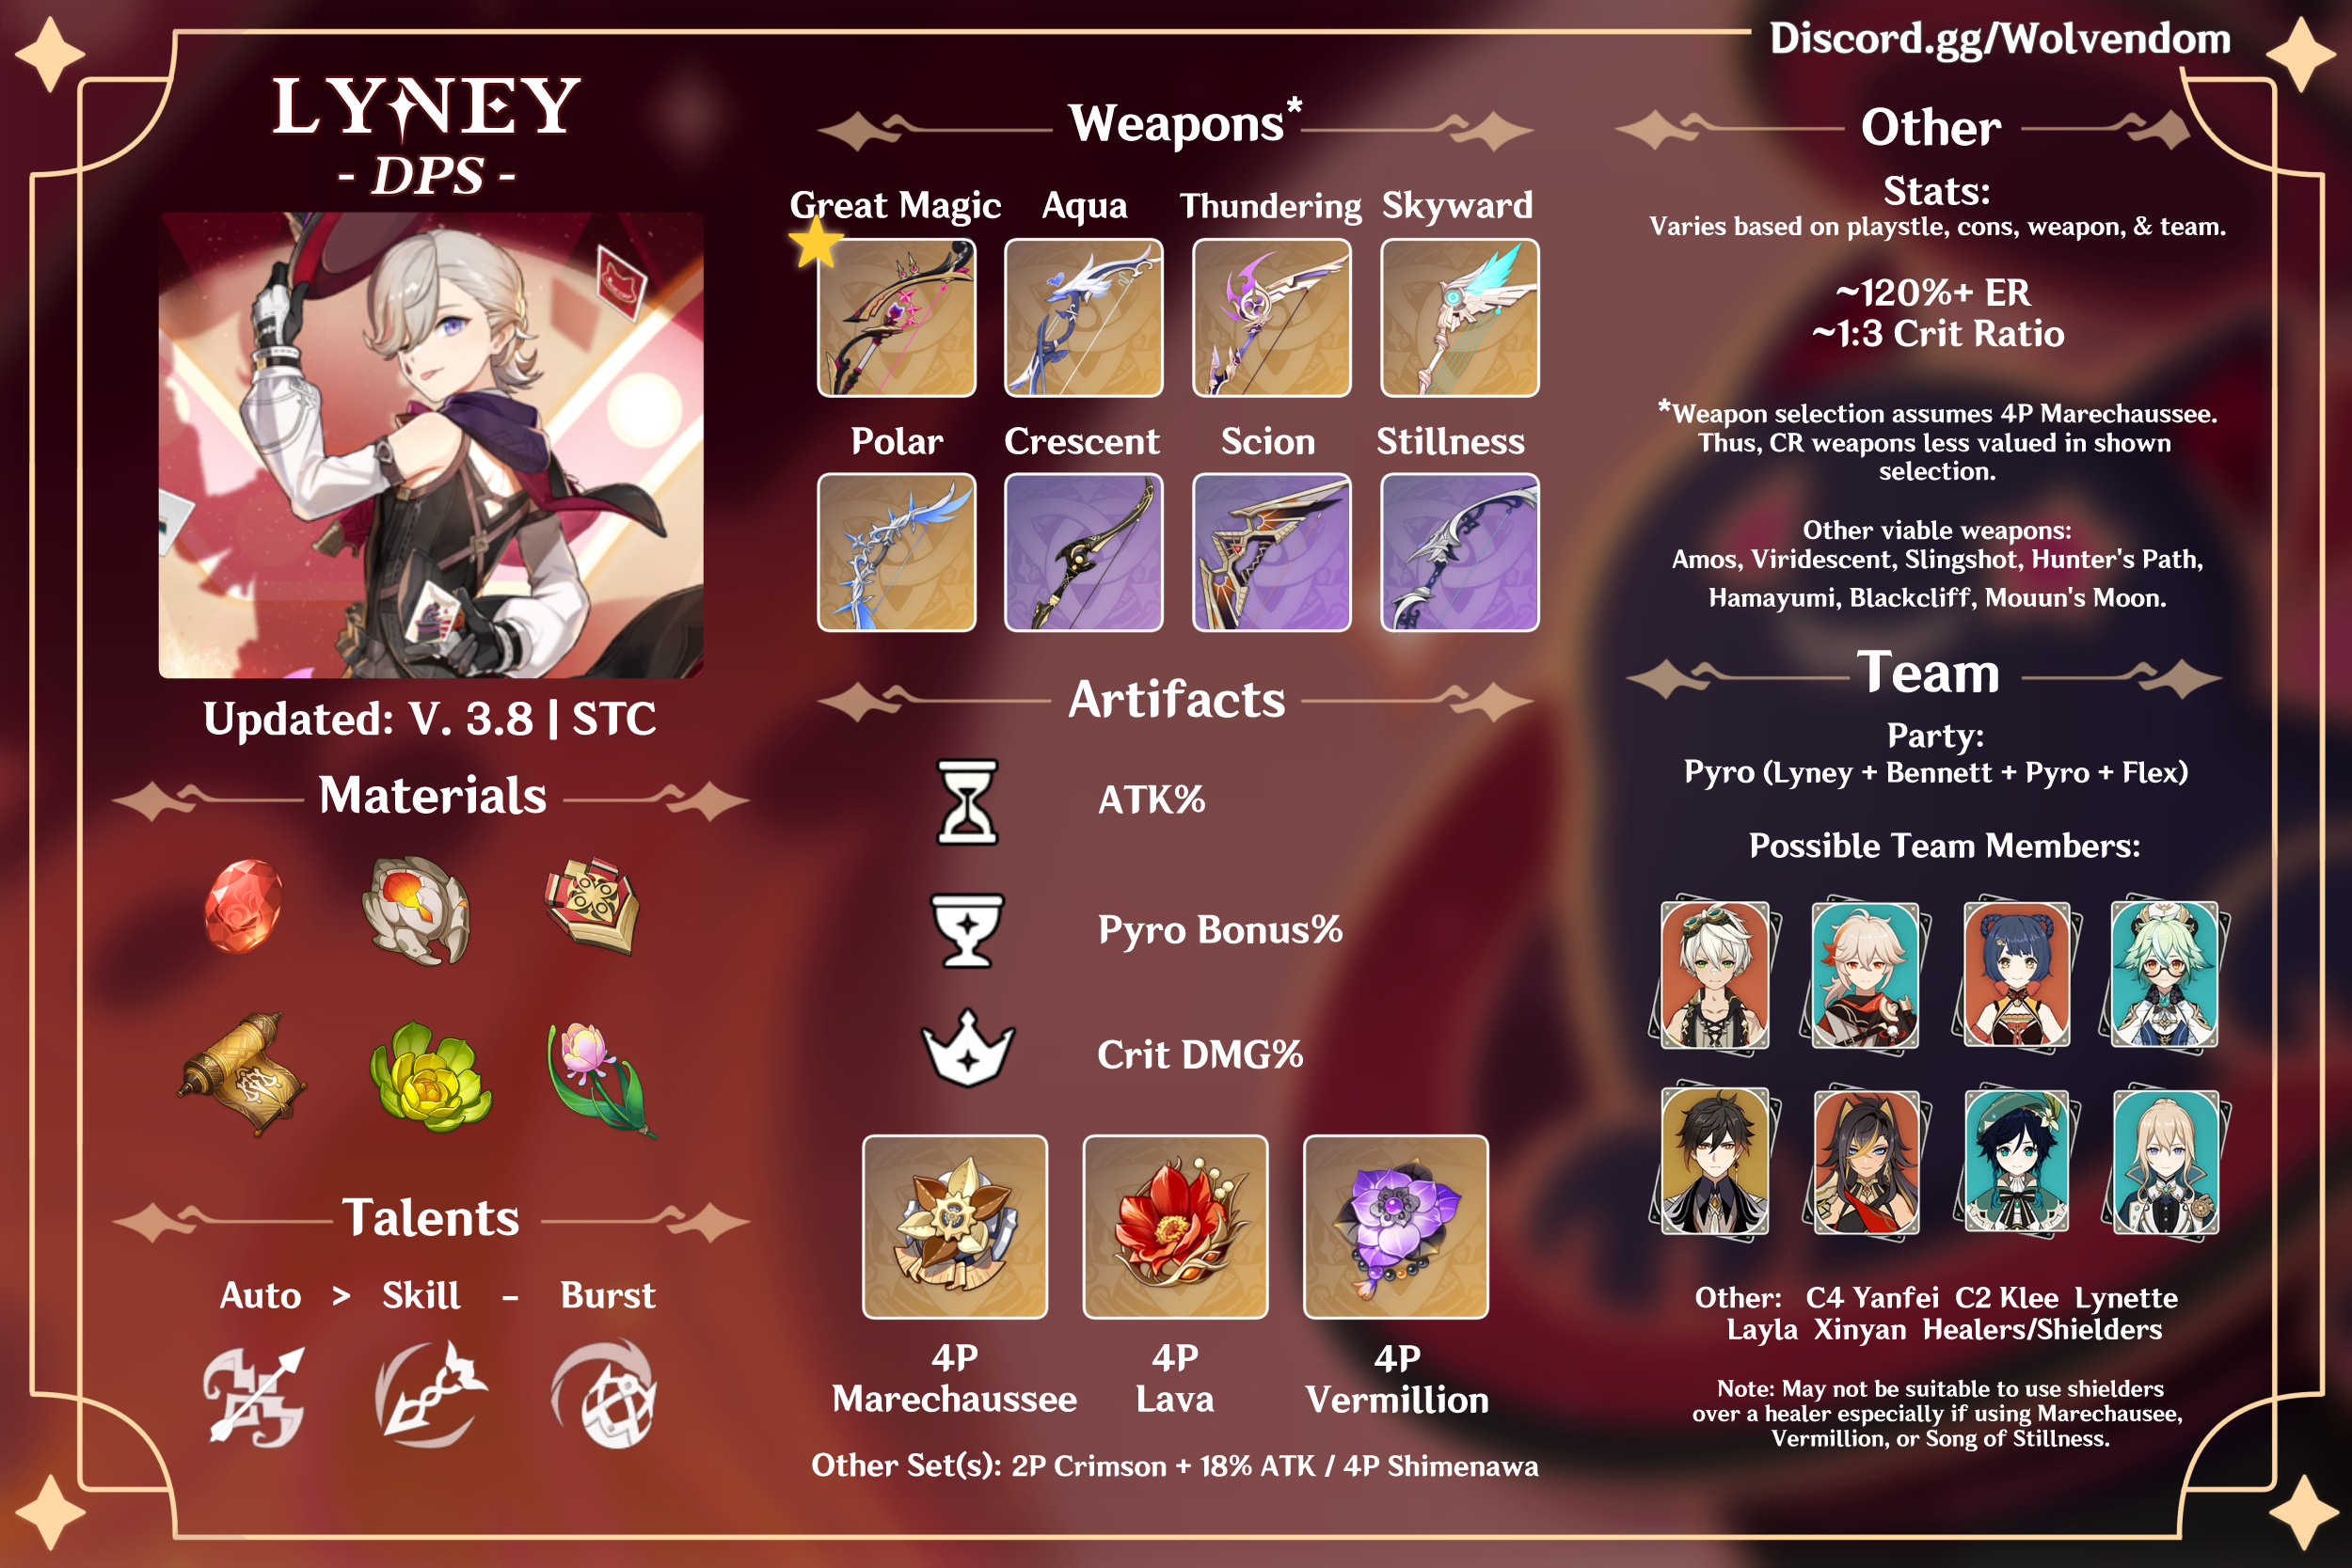 Discord.gg/Wolvendom
LYNEY
- DPS -
Updated: V. 3.8 | STC
Materials
Talents
Auto > Skill - Burst
Weapons*
Great Magic Aqua Thundering Skyward
Polar Crescent Scion Stillness
Artifacts
ATK%
Pyro Bonus%
Crit DMG%
4P Marechaussee
4P Lava
4P Vermillion
Other Set(s): 2P Crimson + 18% ATK / 4P Shimenawa
Other
Stats:
Varies based on playstle, cons, weapon, & team.
~120%+ ER
~1:3 Crit Ratio
*Weapon selection assumes 4P Marechaussee.
Thus, CR weapons less valued in shown
selection.
Other viable weapons:
Amos, Viridescent, Slingshot, Hunter's Path,
Hamayumi, Blackcliff, Mouun's Moon.
Team
Party:
Pyro (Lyney + Bennett + Pyro + Flex)
Possible Team Members:
Other: C4 Yanfei C2 Klee Lynette
Layla Xinyan Healers/Shielders
Note: May not be suitable to use shielders
over a healer especially if using Marechausee,
Vermillion, or Song of Stillness.